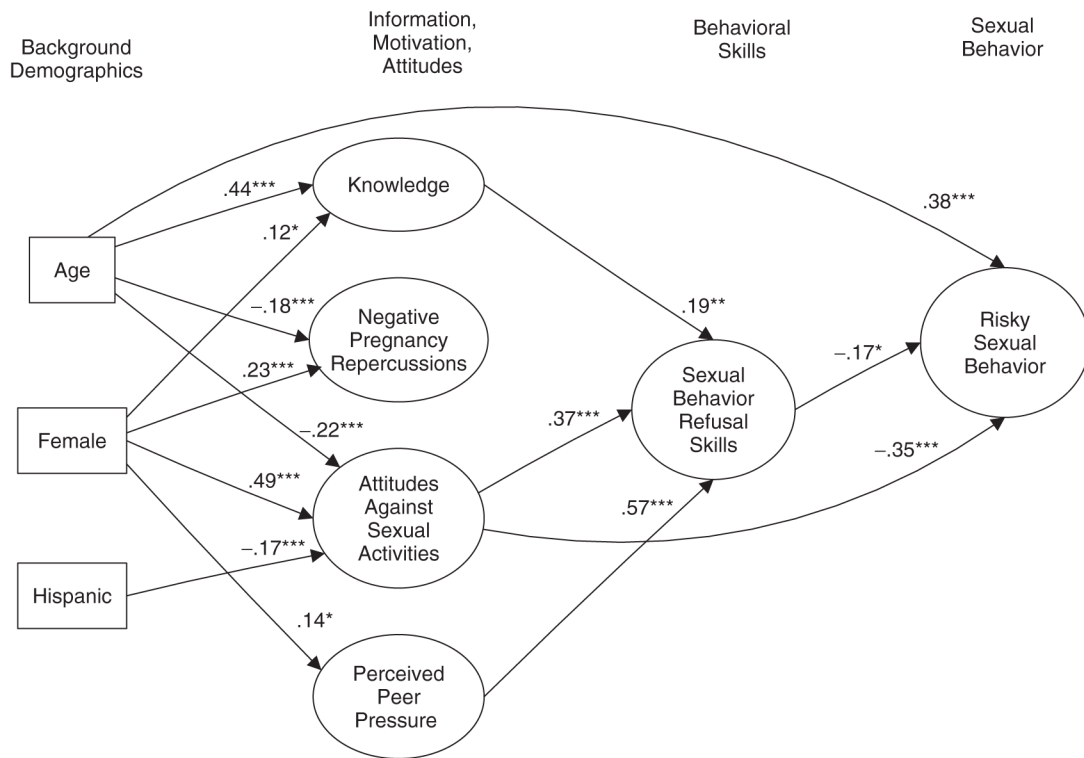 Background
Demographics
Information,
Motivation,
Attitudes
Behavioral
Skills
Sexual
Behavior
Age
Female
Hispanic
.44***
.12*
–.18***
.23***
–.22***
.49***
–.17***
.14*
Knowledge
Negative
Pregnancy
Repercussions
Attitudes
Against
Sexual
Activities
Perceived
Peer
Pressure
.19**
.37***
.57***
Sexual
Behavior
Refusal
Skills
.38***
–.17*
–.35***
Risky
Sexual
Behavior